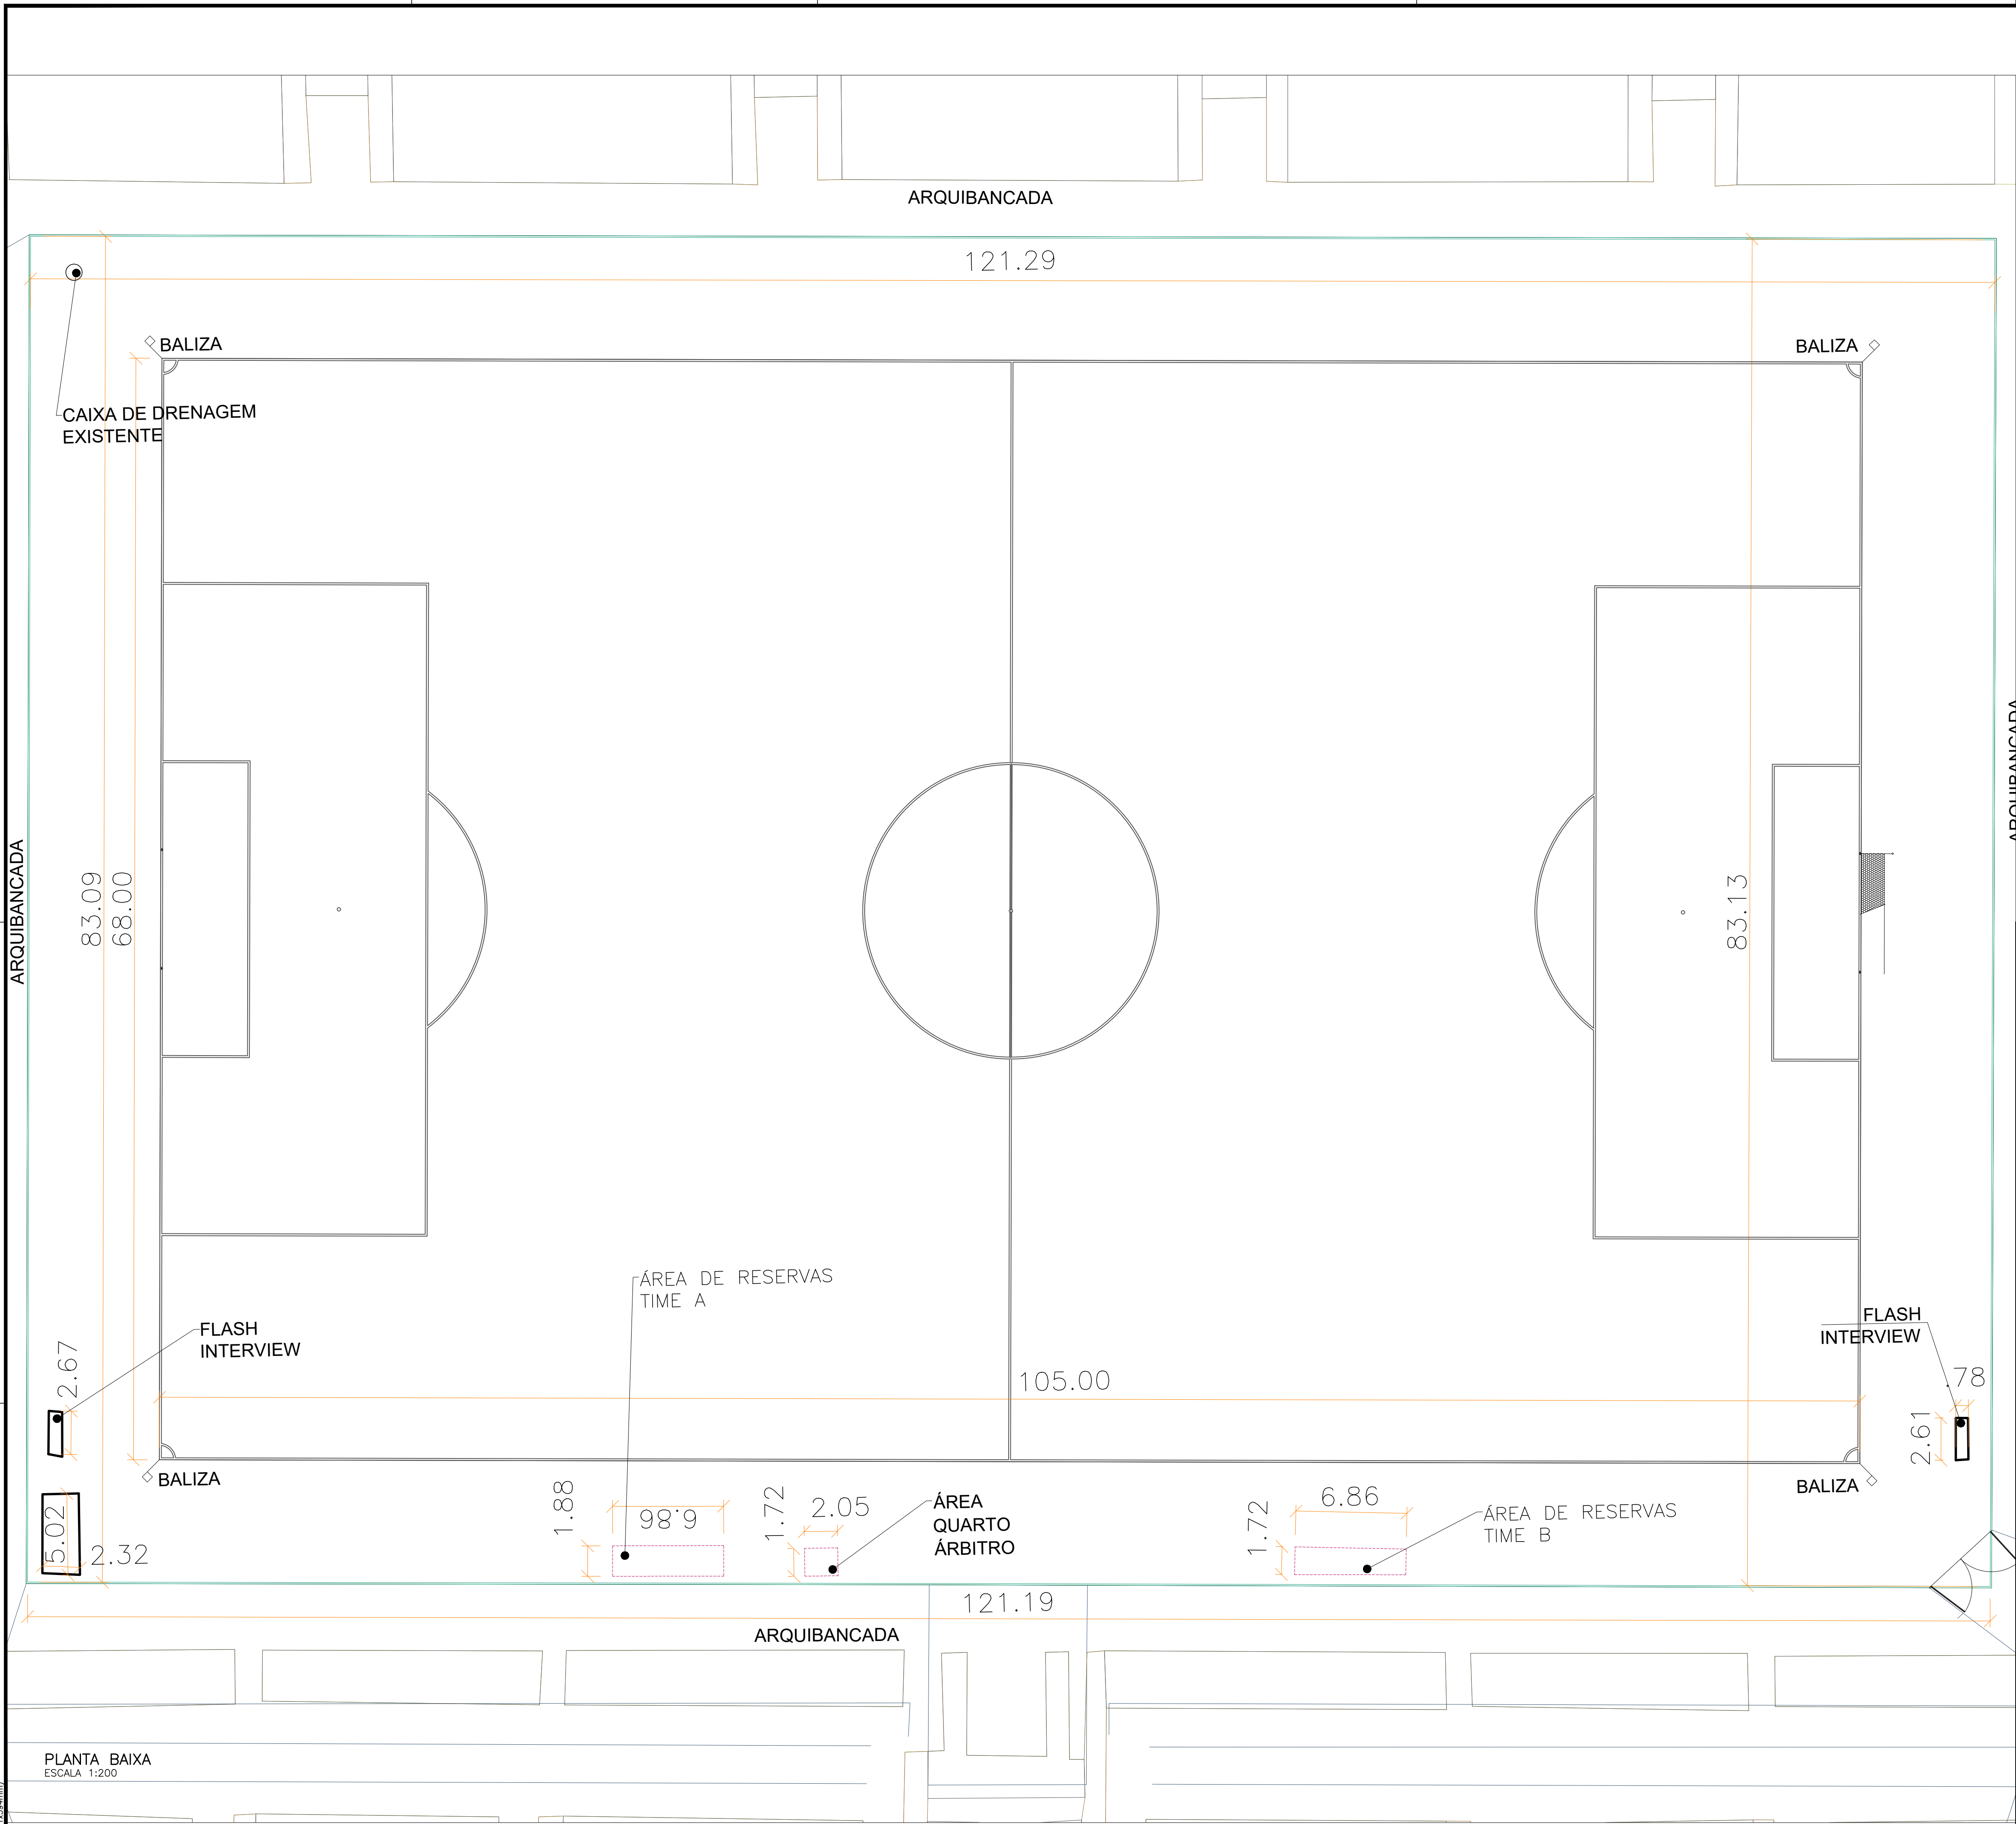 ARQUIBANCADA
121.29
BALIZA
BALIZA
CAIXA DE DRENAGEM
EXISTENTE
ARQUIBANCADA
ARQUIBANCADA
83.09
68.00
83.13
ÁREA DE RESERVAS
TIME A
FLASH
INTERVIEW
FLASH
INTERVIEW
2.67
105.00
.78
2.61
BALIZA
BALIZA
5.02
2.32
1.88
6.86
1.72
2.05
ÁREA
QUARTO
ÁRBITRO
1.72
6.86
ÁREA DE RESERVAS
TIME B
121.19
ARQUIBANCADA
PLANTA BAIXA
ESCALA 1:200